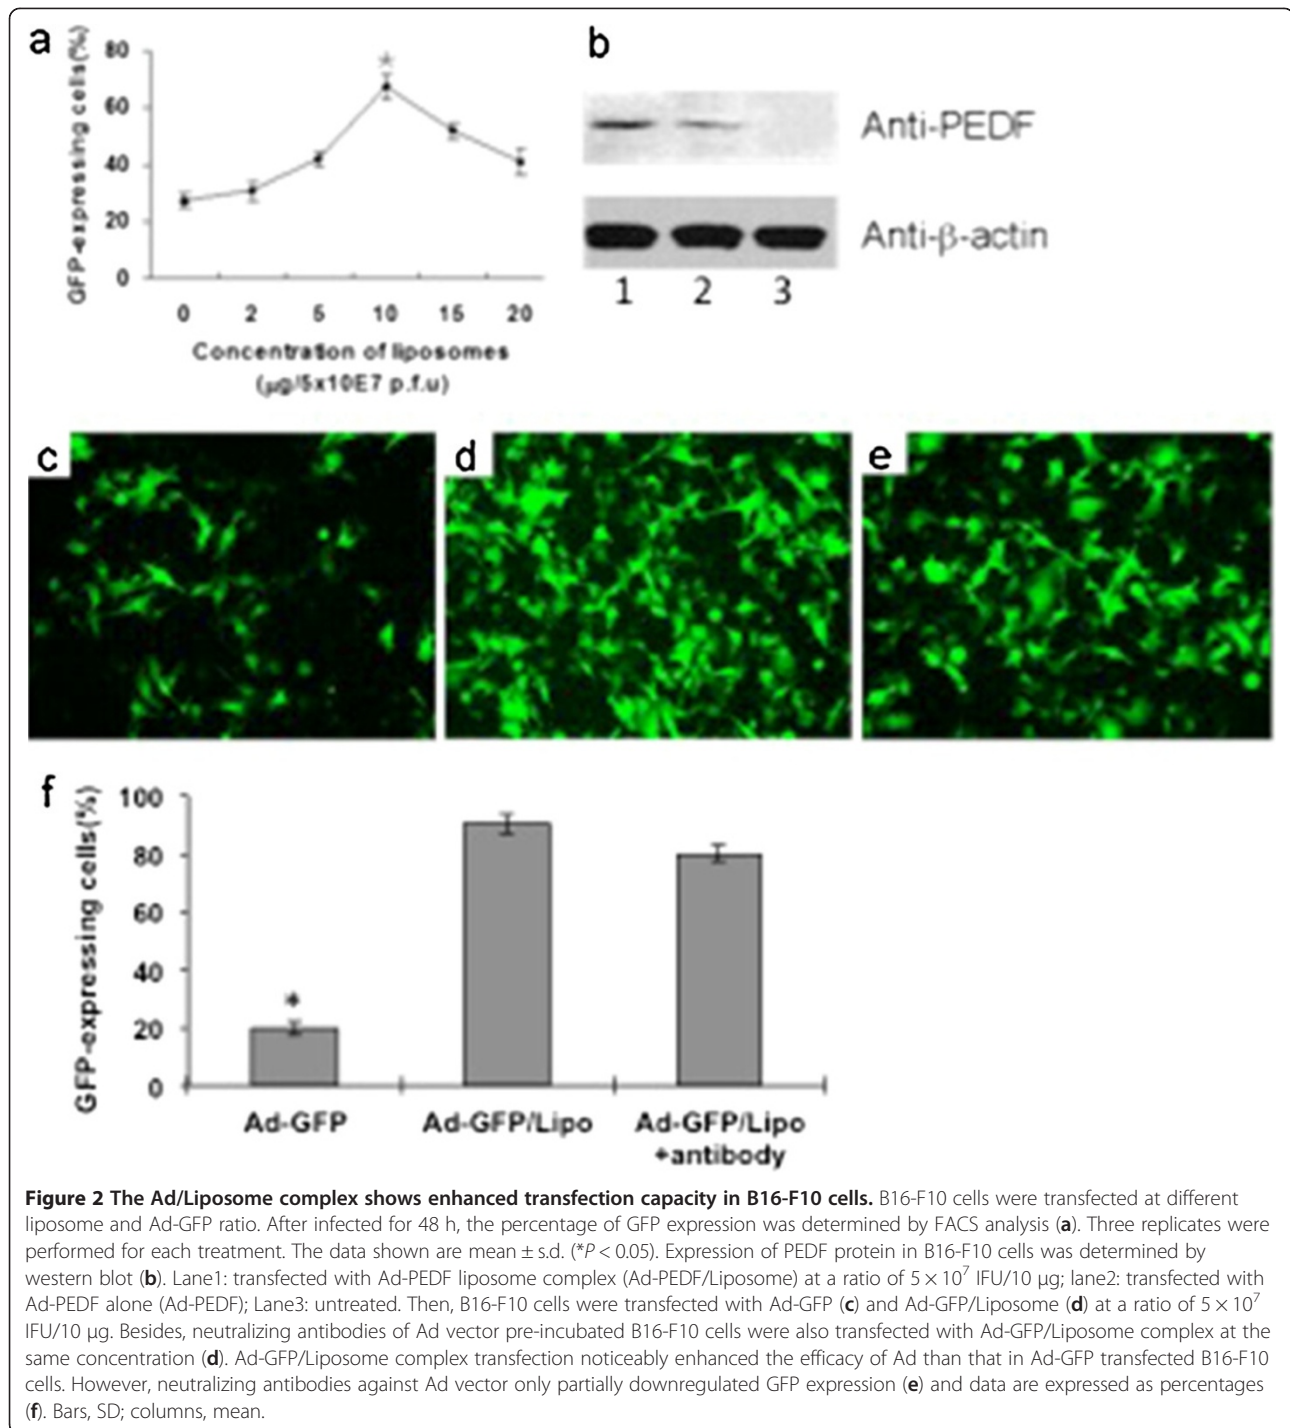 a
80
60
40
20
0
GFP-expressing cells(%)
0 2 5 10 15 20
Concentration of liposomes
(µg/5x10E7 p.f.u)
b
Anti-PEDF
Anti-β-actin
1 2 3
c
d
e
f
100
80
60
40
20
0
GFP-expressing cells(%)
*
Ad-GFP
Ad-GFP/Lipo
Ad-GFP/Lipo
+antibody
Figure 2 The Ad/Liposome complex shows enhanced transfection capacity in B16-F10 cells. B16-F10 cells were transfected at different
liposome and Ad-GFP ratio. After infected for 48 h, the percentage of GFP expression was determined by FACS analysis (a). Three replicates were
performed for each treatment. The data shown are mean ± s.d. (*P < 0.05). Expression of PEDF protein in B16-F10 cells was determined by
western blot (b). Lane1: transfected with Ad-PEDF liposome complex (Ad-PEDF/Liposome) at a ratio of 5 × 10⁷ IFU/10 µg; lane2: transfected with
Ad-PEDF alone (Ad-PEDF); Lane3: untreated. Then, B16-F10 cells were transfected with Ad-GFP (c) and Ad-GFP/Liposome (d) at a ratio of 5 × 10⁷
IFU/10 µg. Besides, neutralizing antibodies of Ad vector pre-incubated B16-F10 cells were also transfected with Ad-GFP/Liposome complex at the
same concentration (d). Ad-GFP/Liposome complex transfection noticeably enhanced the efficacy of Ad than that in Ad-GFP transfected B16-F10
cells. However, neutralizing antibodies against Ad vector only partially downregulated GFP expression (e) and data are expressed as percentages
(f). Bars, SD; columns, mean.